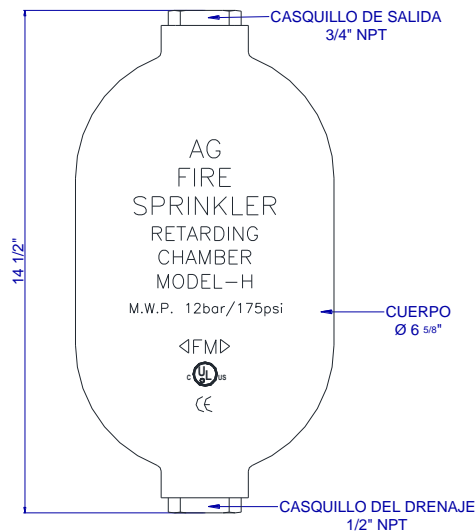 CASQUILLO DE SALIDA
3/4" NPT
AG
FIRE
SPRINKLER
RETARDING
CHAMBER
MODEL-H
M.W.P. 12bar/175psi
14 1/2"
CUERPO
Ø 6 5/8"
FM
c UL us
CE
CASQUILLO DEL DRENAJE
1/2" NPT